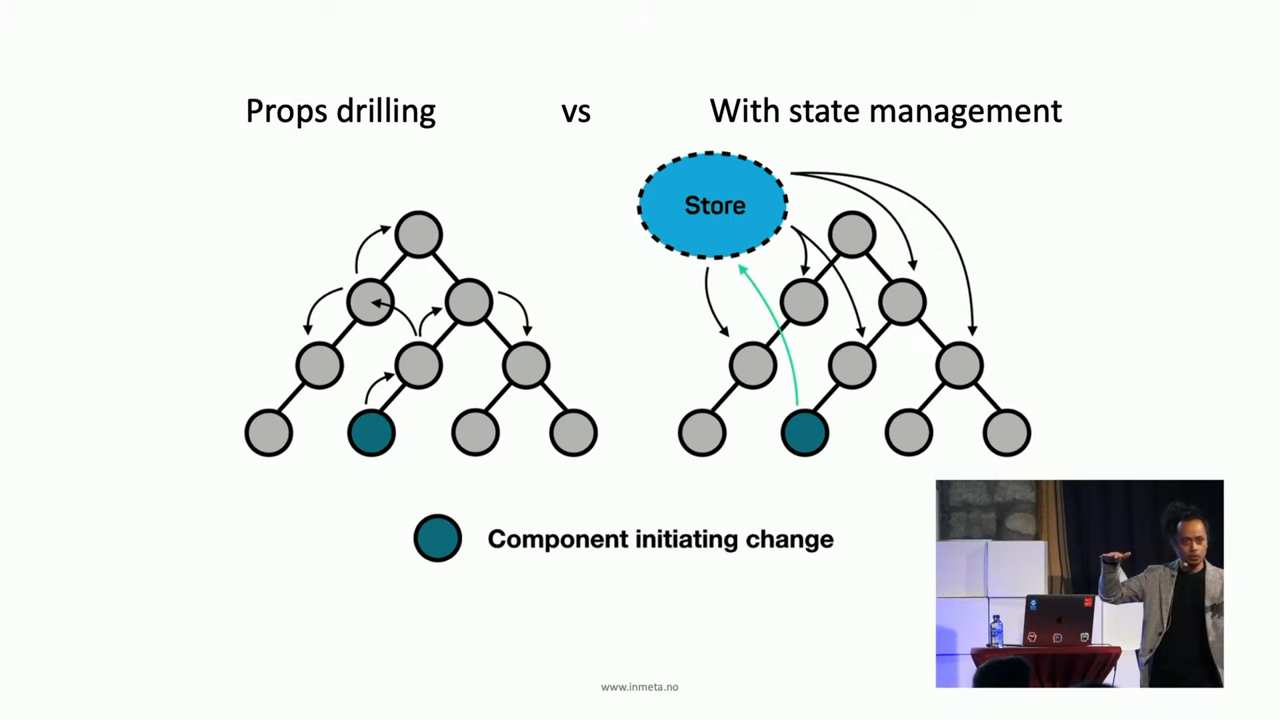 Props drilling vs With state management
Store
Component initiating change
www.inmeta.no